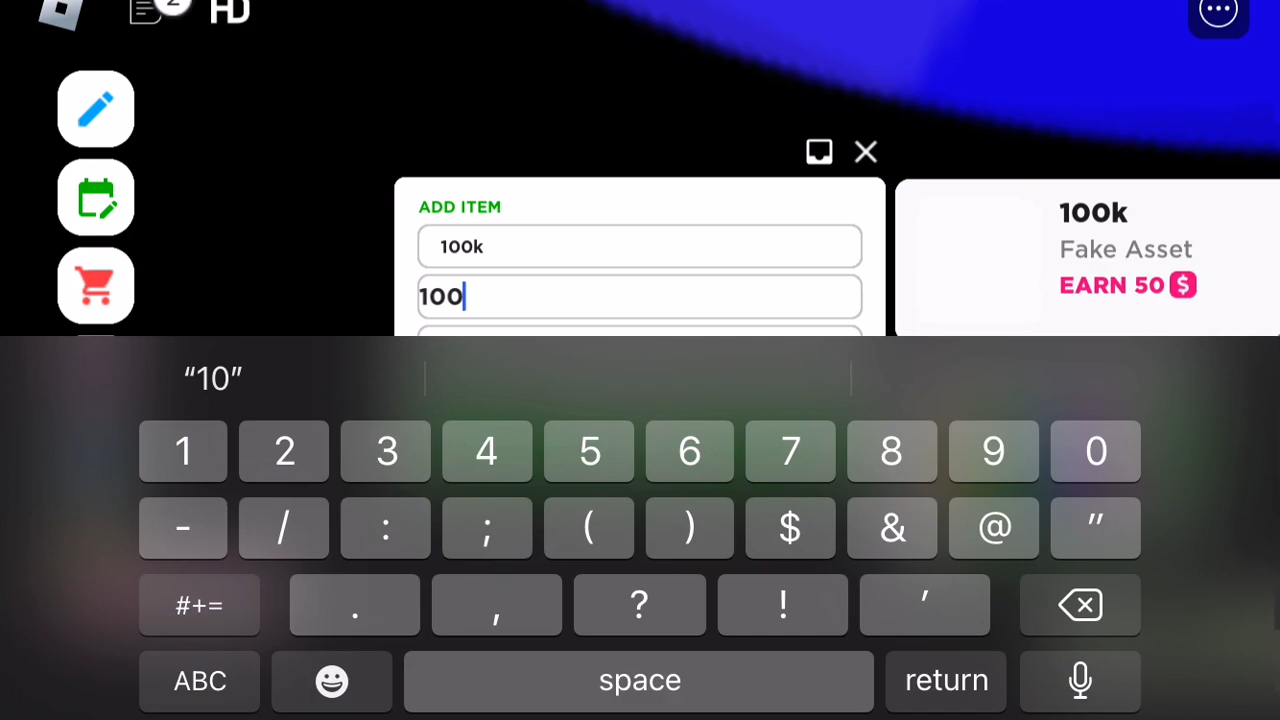 2
HD
ADD ITEM
100k
100
100k
Fake Asset
EARN 50 $
“10”
1 2 3 4 5 6 7 8 9 0
- / : ; ( ) $ & @ "
#+= . , ? ! ’
ABC space return